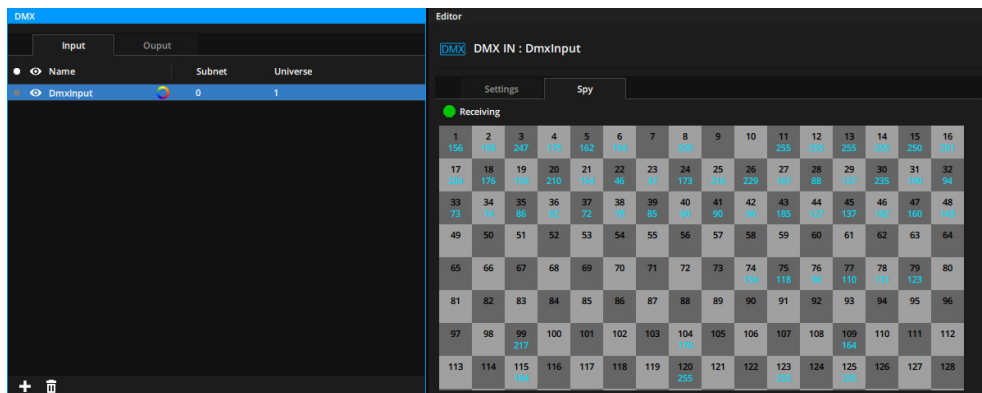 DMX
Input Ouput
Name Subnet Universe
DmxInput 0 1
Editor
DMX DMX IN : DmxInput
Settings Spy
Receiving
1 2 3 4 5 6 7 8 9 10 11 12 13 14 15 16
156 247 162 255 255 250
17 18 19 20 21 22 23 24 25 26 27 28 29 30 31 32
176 210 46 173 229 88 235 94
33 34 35 36 37 38 39 40 41 42 43 44 45 46 47 48
73 86 72 85 90 185 137 160
49 50 51 52 53 54 55 56 57 58 59 60 61 62 63 64
65 66 67 68 69 70 71 72 73 74 75 76 77 78 79 80
118 110 123
81 82 83 84 85 86 87 88 89 90 91 92 93 94 95 96
97 98 99 100 101 102 103 104 105 106 107 108 109 110 111 112
217 170 164
113 114 115 116 117 118 119 120 121 122 123 124 125 126 127 128
255